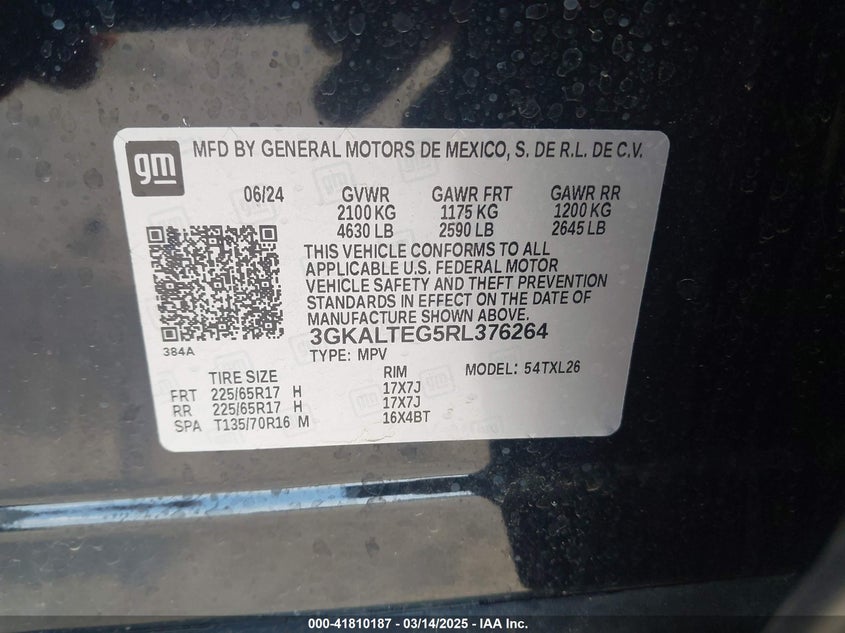 gm
MFD BY GENERAL MOTORS DE MEXICO, S. DE R.L. DE C.V.
06/24 GVWR GAWR FRT GAWR RR
2100 KG 1175 KG 1200 KG
4630 LB 2590 LB 2645 LB
THIS VEHICLE CONFORMS TO ALL
APPLICABLE U.S. FEDERAL MOTOR
VEHICLE SAFETY AND THEFT PREVENTION
STANDARDS IN EFFECT ON THE DATE OF
MANUFACTURE SHOWN ABOVE.
3GKALTEG5RL376264
384A
TYPE: MPV
TIRE SIZE RIM MODEL: 54TXL26
FRT 225/65R17 H 17X7J
RR 225/65R17 H 17X7J
SPA T135/70R16 M 16X4BT
000-41810187 - 03/14/2025 - IAA Inc.